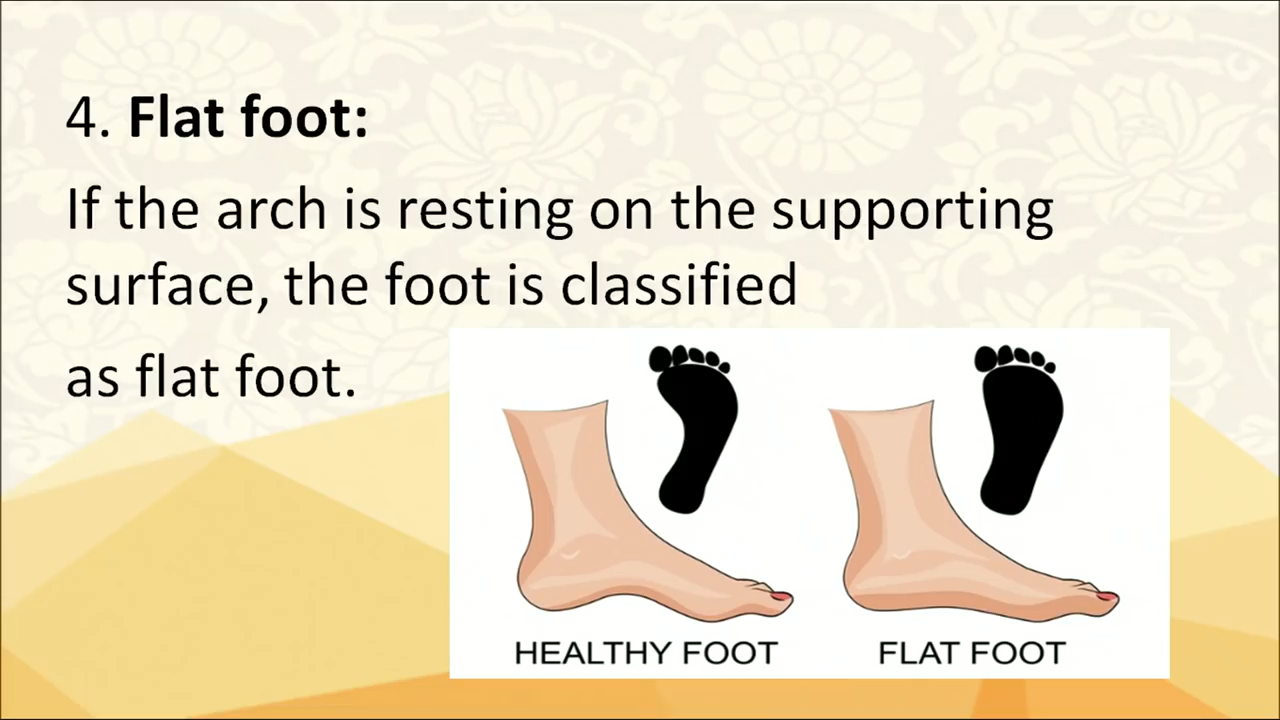 4. Flat foot:
If the arch is resting on the supporting
surface, the foot is classified
as flat foot.
HEALTHY FOOT
FLAT FOOT